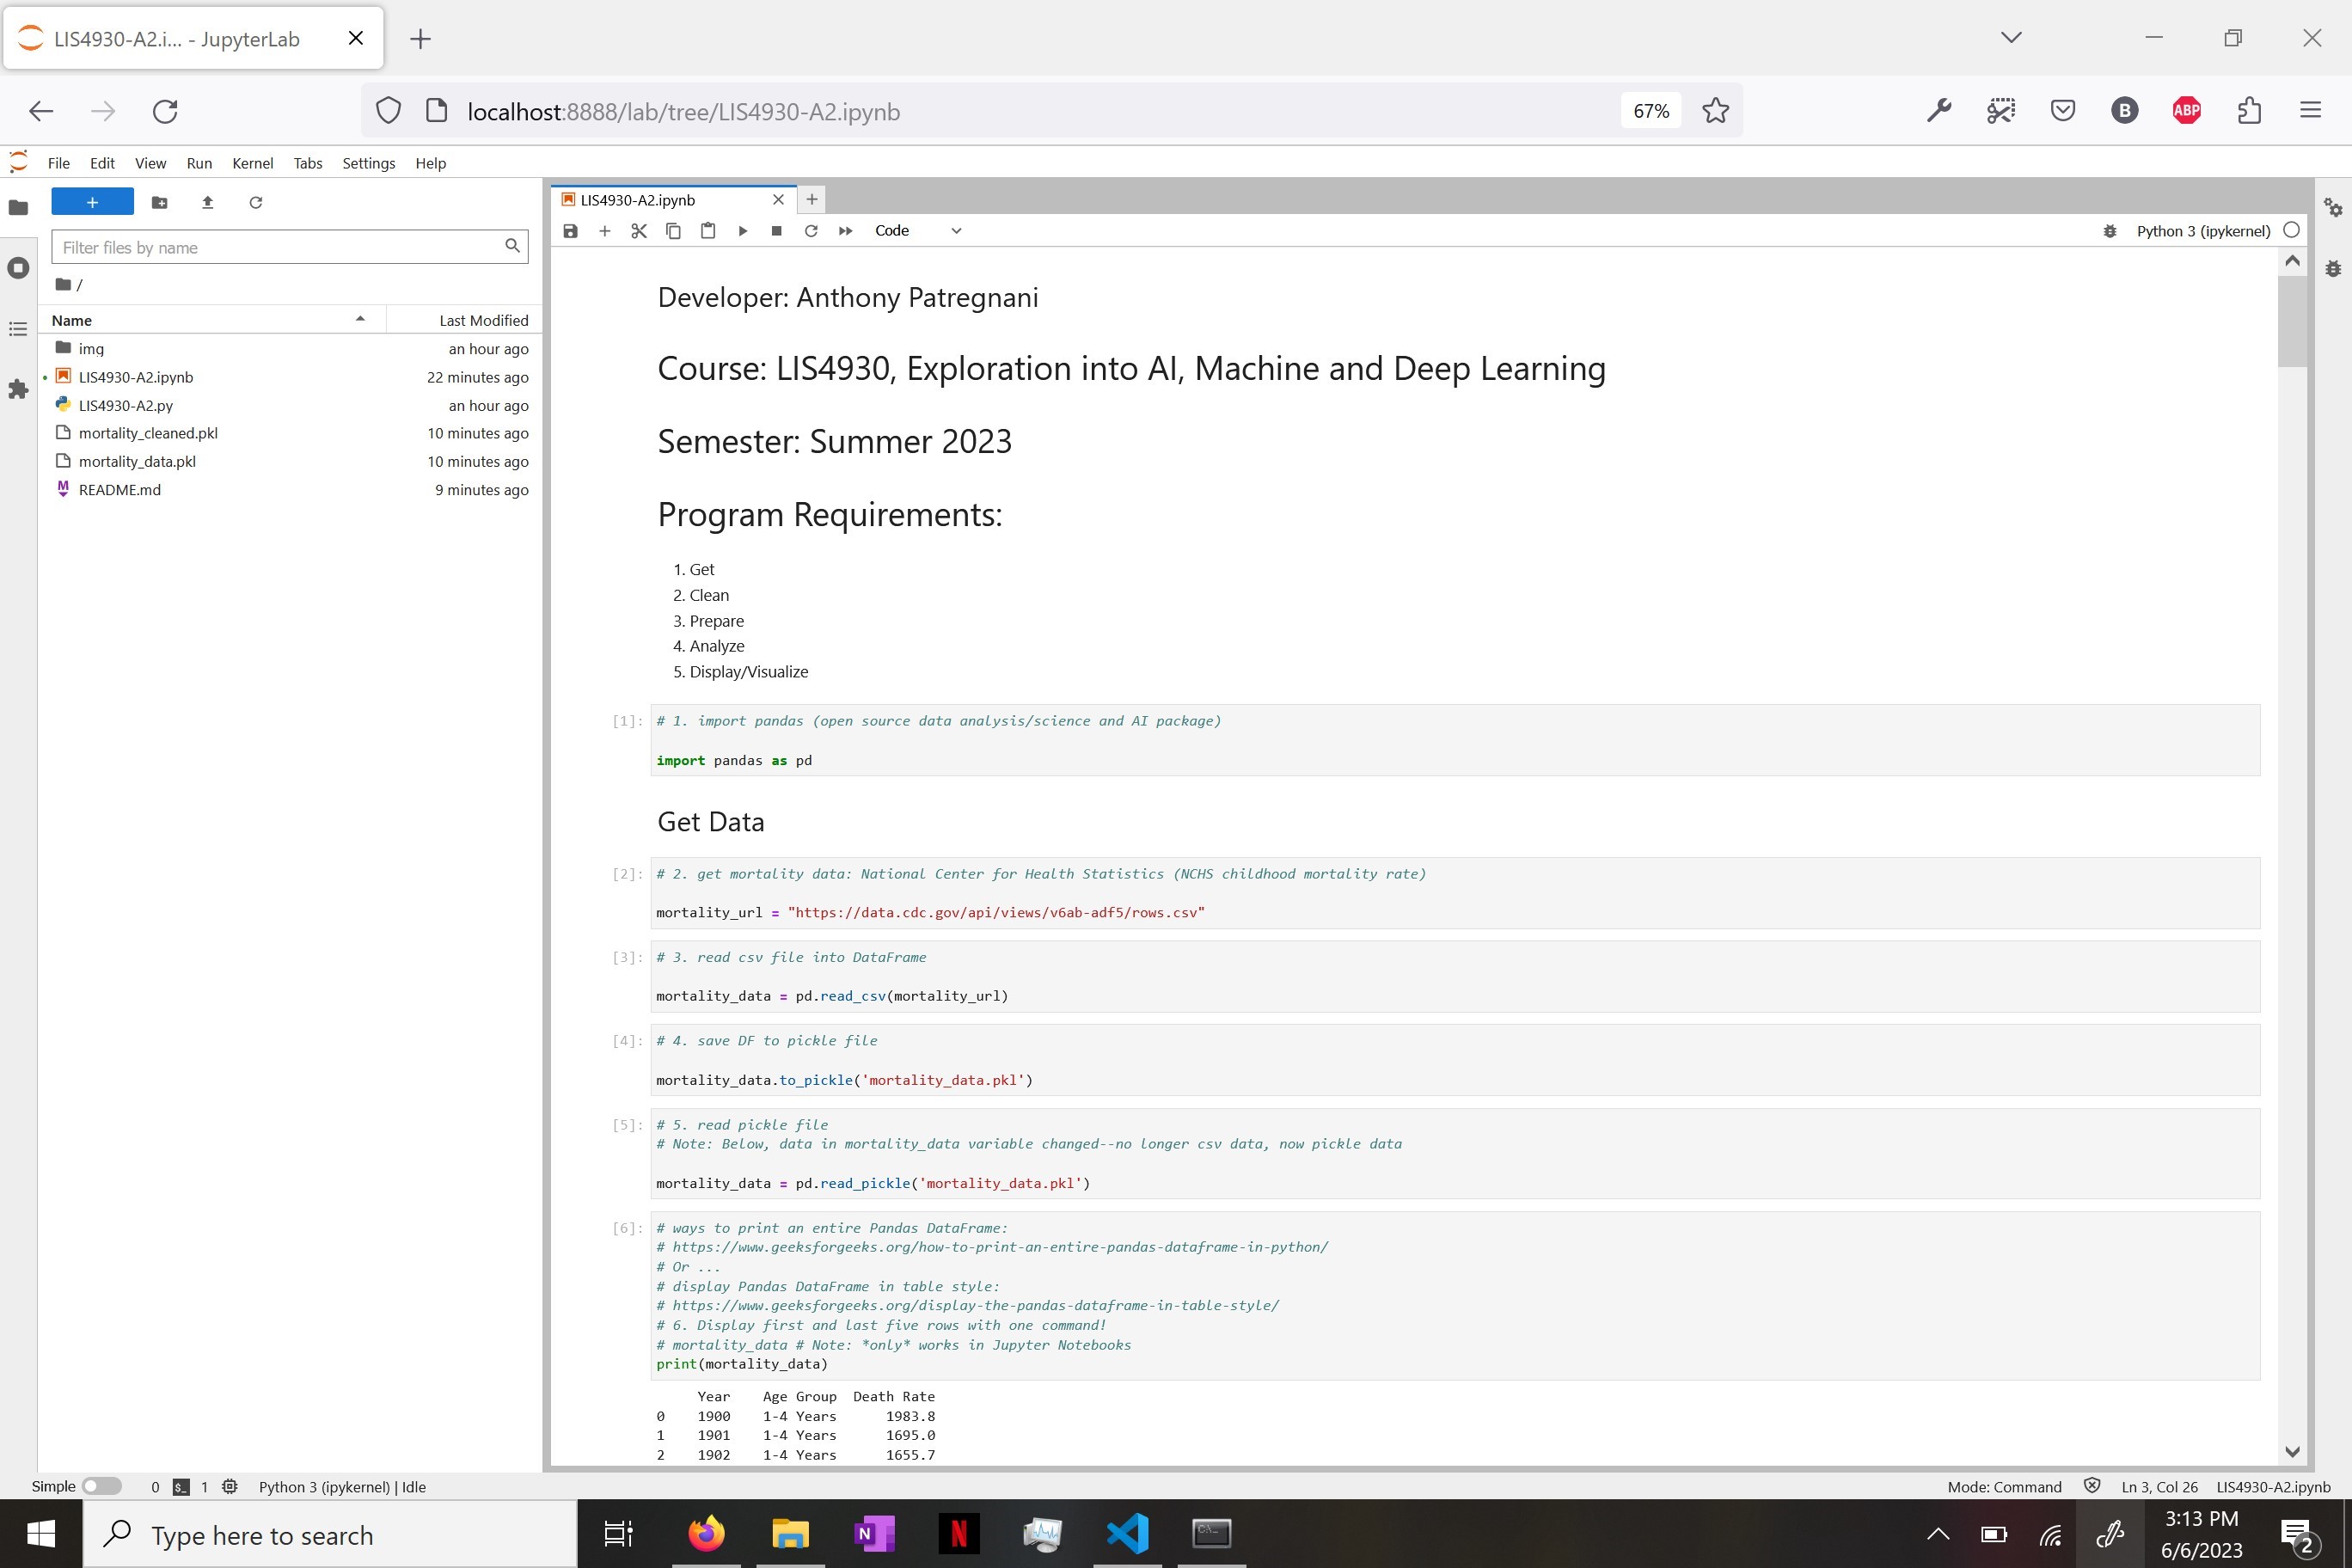 LIS4930-A2.i... - JupyterLab
localhost:8888/lab/tree/LIS4930-A2.ipynb
67%
B
ABP
File Edit View Run Kernel Tabs Settings Help
+
LIS4930-A2.ipynb
Filter files by name
Code
Python 3 (ipykernel)
/
Name Last Modified
img an hour ago
LIS4930-A2.ipynb 22 minutes ago
LIS4930-A2.py an hour ago
mortality_cleaned.pkl 10 minutes ago
mortality_data.pkl 10 minutes ago
M README.md 9 minutes ago
Developer: Anthony Patregnani
Course: LIS4930, Exploration into AI, Machine and Deep Learning
Semester: Summer 2023
Program Requirements:
1. Get
2. Clean
3. Prepare
4. Analyze
5. Display/Visualize
[1]: # 1. import pandas (open source data analysis/science and AI package)
import pandas as pd
Get Data
[2]: # 2. get mortality data: National Center for Health Statistics (NCHS childhood mortality rate)
mortality_url = "https://data.cdc.gov/api/views/v6ab-adf5/rows.csv"
[3]: # 3. read csv file into DataFrame
mortality_data = pd.read_csv(mortality_url)
[4]: # 4. save DF to pickle file
mortality_data.to_pickle('mortality_data.pkl')
[5]: # 5. read pickle file
# Note: Below, data in mortality_data variable changed--no longer csv data, now pickle data
mortality_data = pd.read_pickle('mortality_data.pkl')
[6]: # ways to print an entire Pandas DataFrame:
# https://www.geeksforgeeks.org/how-to-print-an-entire-pandas-dataframe-in-python/
# Or ...
# display Pandas DataFrame in table style:
# https://www.geeksforgeeks.org/display-the-pandas-dataframe-in-table-style/
# 6. Display first and last five rows with one command!
# mortality_data # Note: *only* works in Jupyter Notebooks
print(mortality_data)
Year Age Group Death Rate
0 1900 1-4 Years 1983.8
1 1901 1-4 Years 1695.0
2 1902 1-4 Years 1655.7
Simple 0 $_ 1 Python 3 (ipykernel) | Idle
Mode: Command Ln 3, Col 26 LIS4930-A2.ipynb
Type here to search
N
N
C:\_
3:13 PM
6/6/2023
2